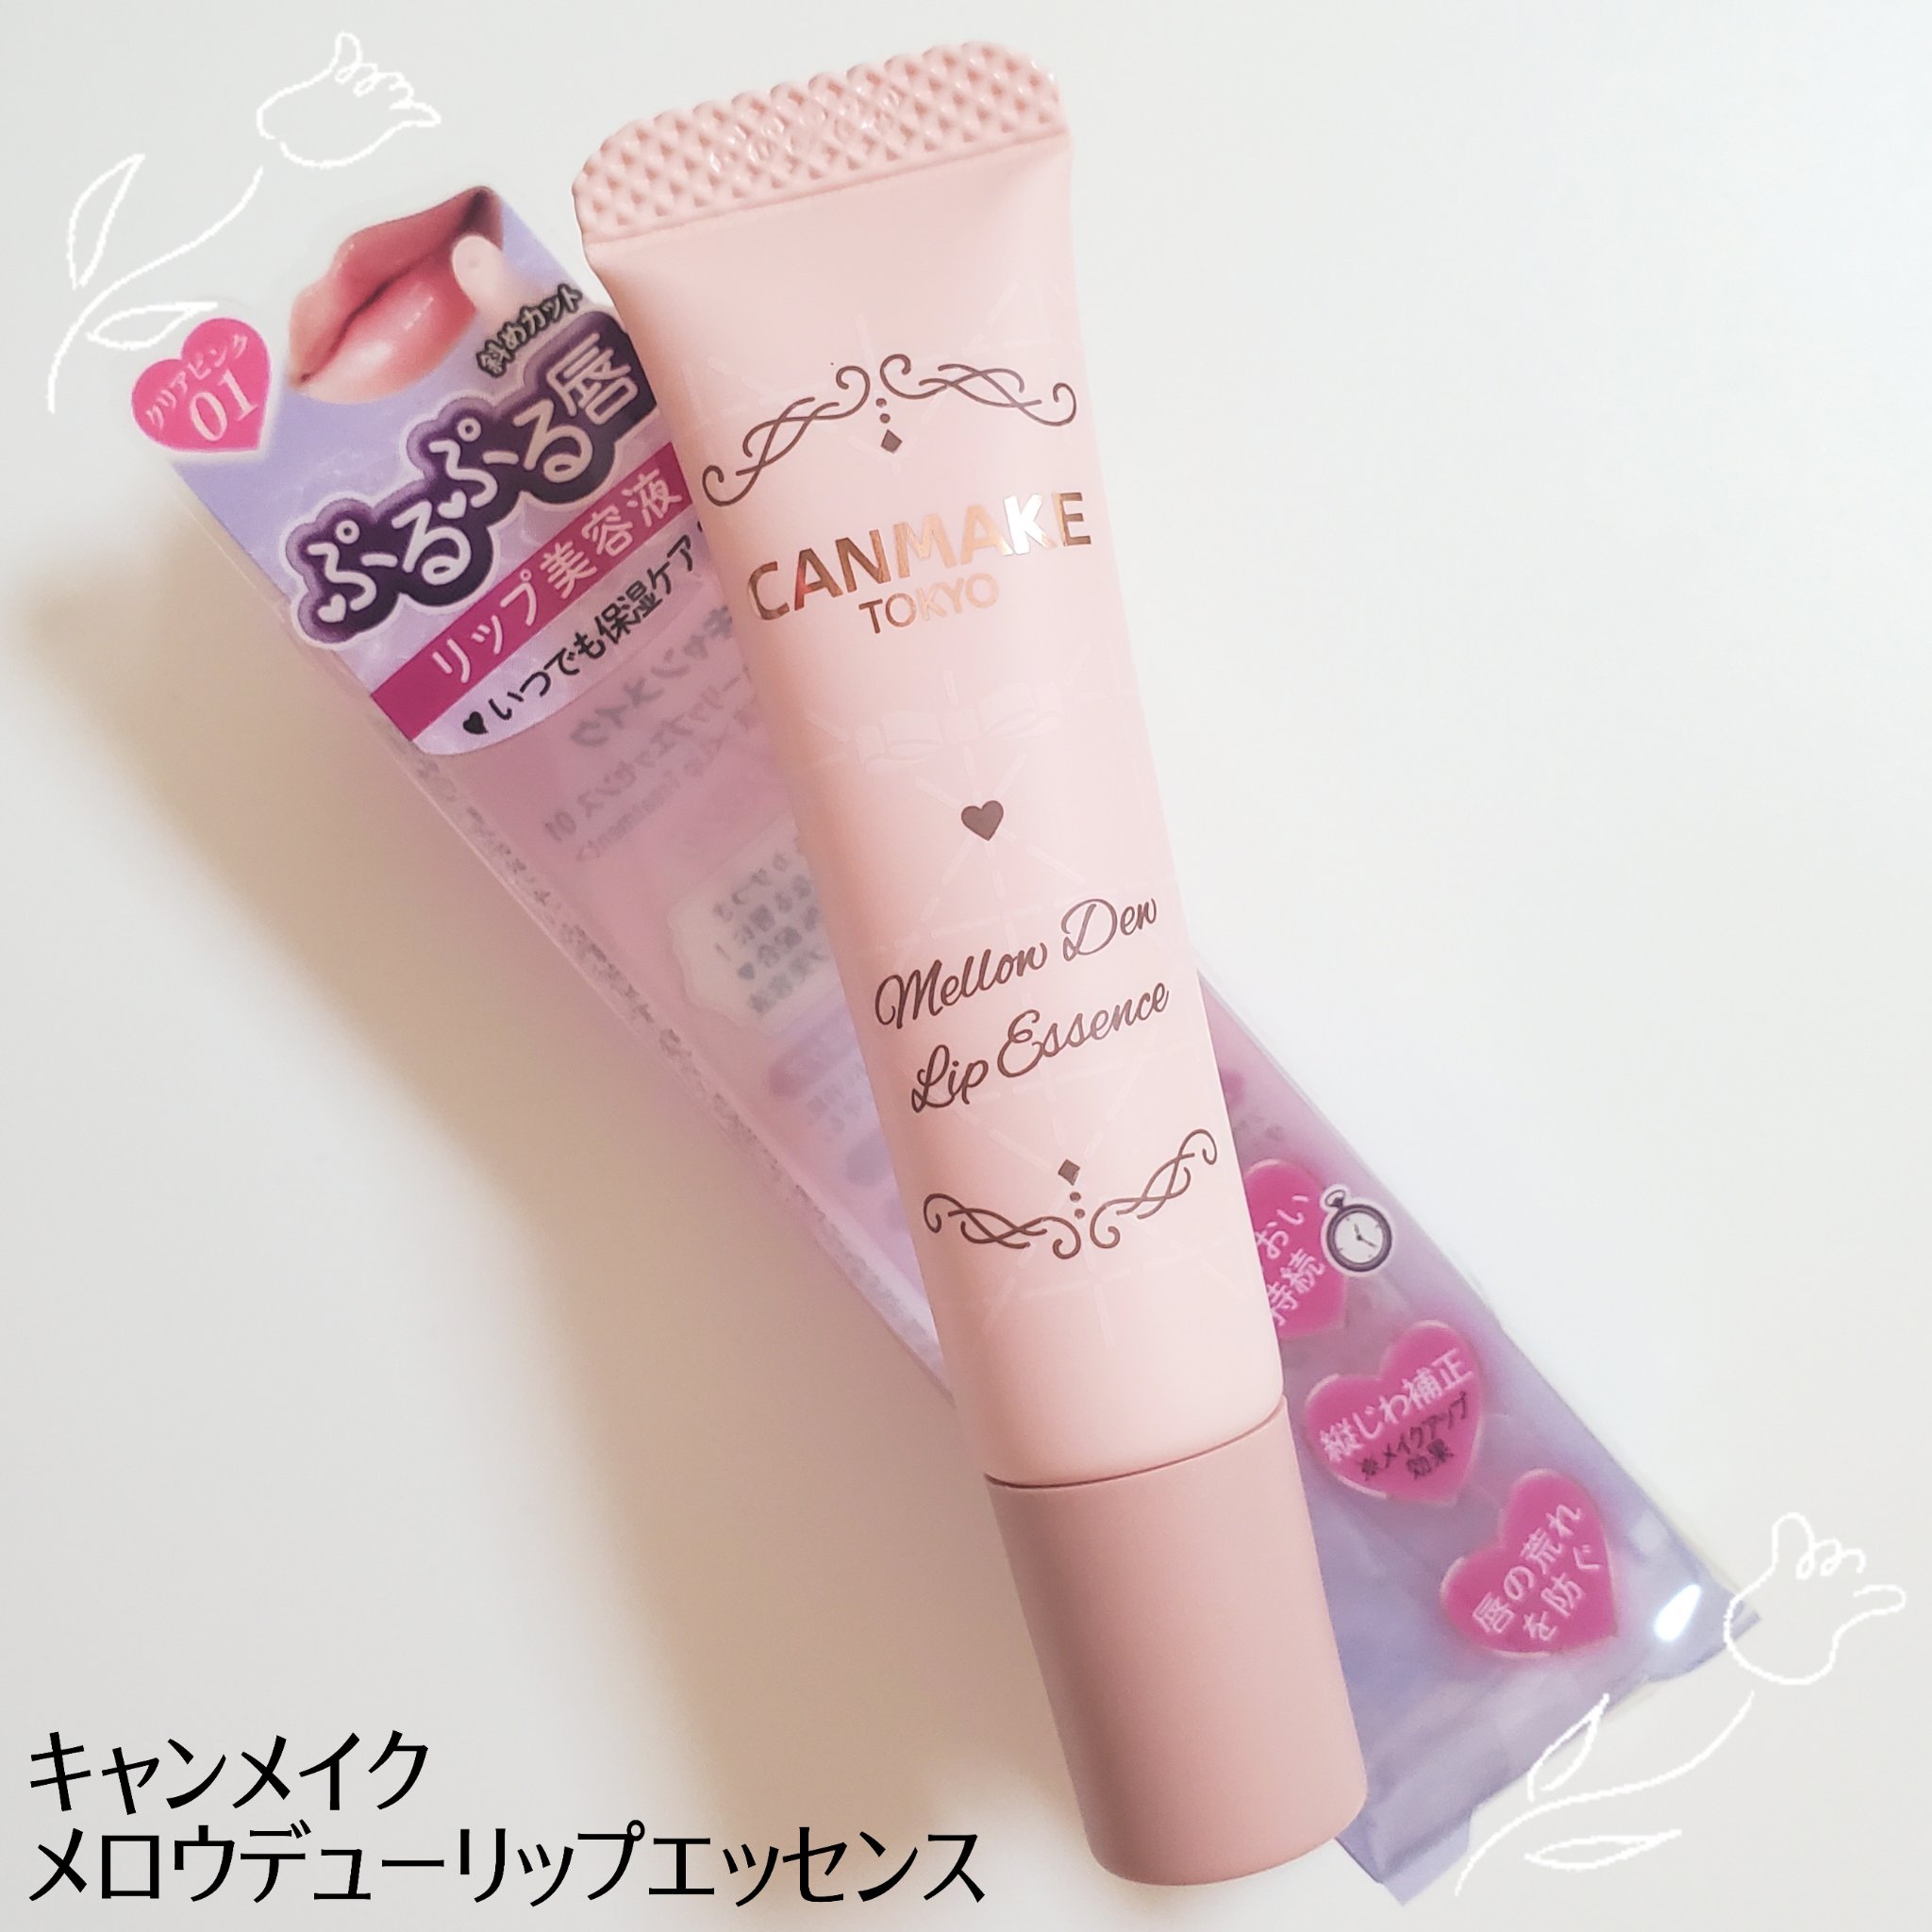 クリアピンク
01
斜めカット
ぷるぷる唇
リップ美容液
♥いつでも保湿ケア
CANMAKE
TOKYO
Mellow Dew
Lip Essence
おい
持続
縦じわ補正
※メイクアップ
効果
唇の荒れ
を防ぐ
キャンメイク
メロウデューリップエッセンス